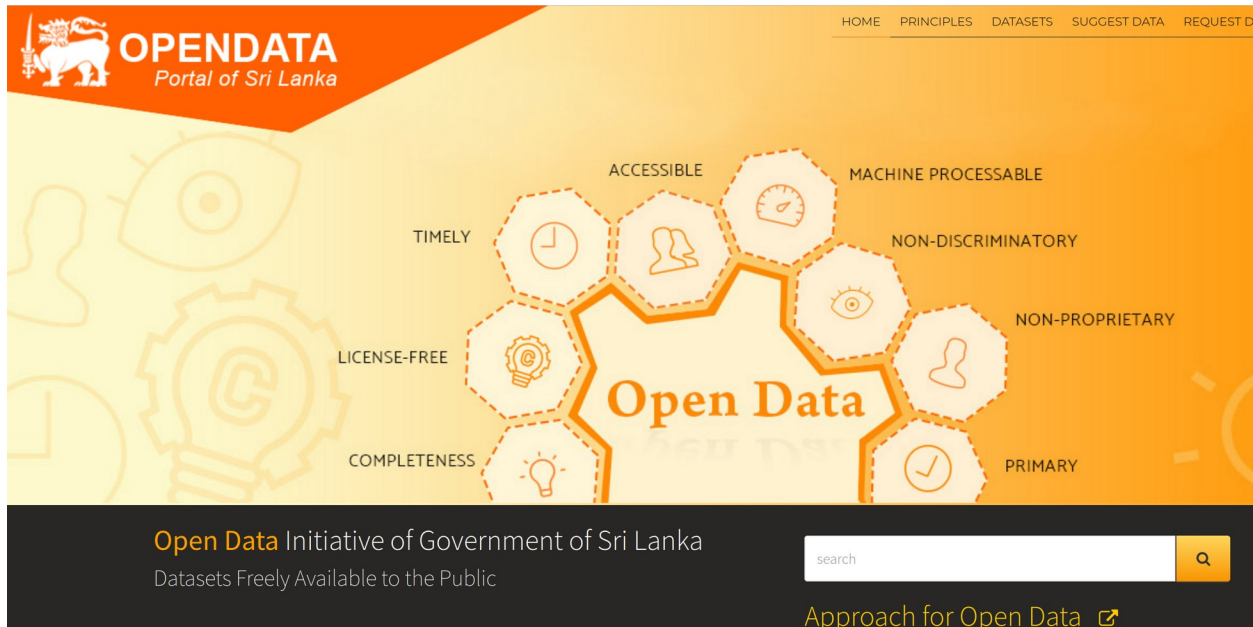 OPENDATA
Portal of Sri Lanka
HOME PRINCIPLES DATASETS SUGGEST DATA REQUEST D
ACCESSIBLE
MACHINE PROCESSABLE
TIMELY
NON-DISCRIMINATORY
NON-PROPRIETARY
LICENSE-FREE
Open Data
COMPLETENESS
PRIMARY
Open Data Initiative of Government of Sri Lanka
Datasets Freely Available to the Public
search
Approach for Open Data